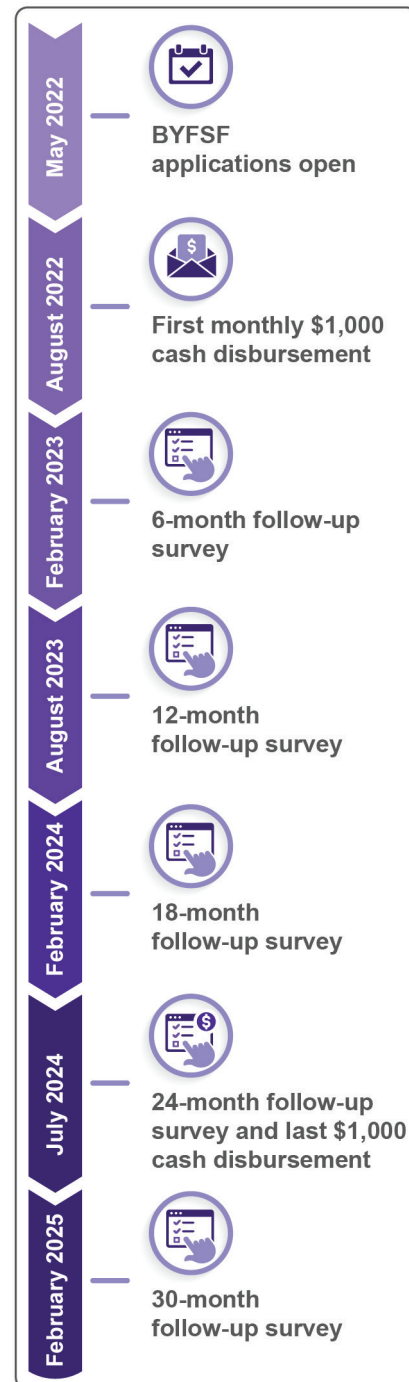 May 2022
BYFSF
applications open
August 2022
$
First monthly $1,000
cash disbursement
February 2023
6-month follow-up
survey
August 2023
12-month
follow-up survey
February 2024
18-month
follow-up survey
July 2024
$
24-month follow-up
survey and last $1,000
cash disbursement
February 2025
30-month
follow-up survey